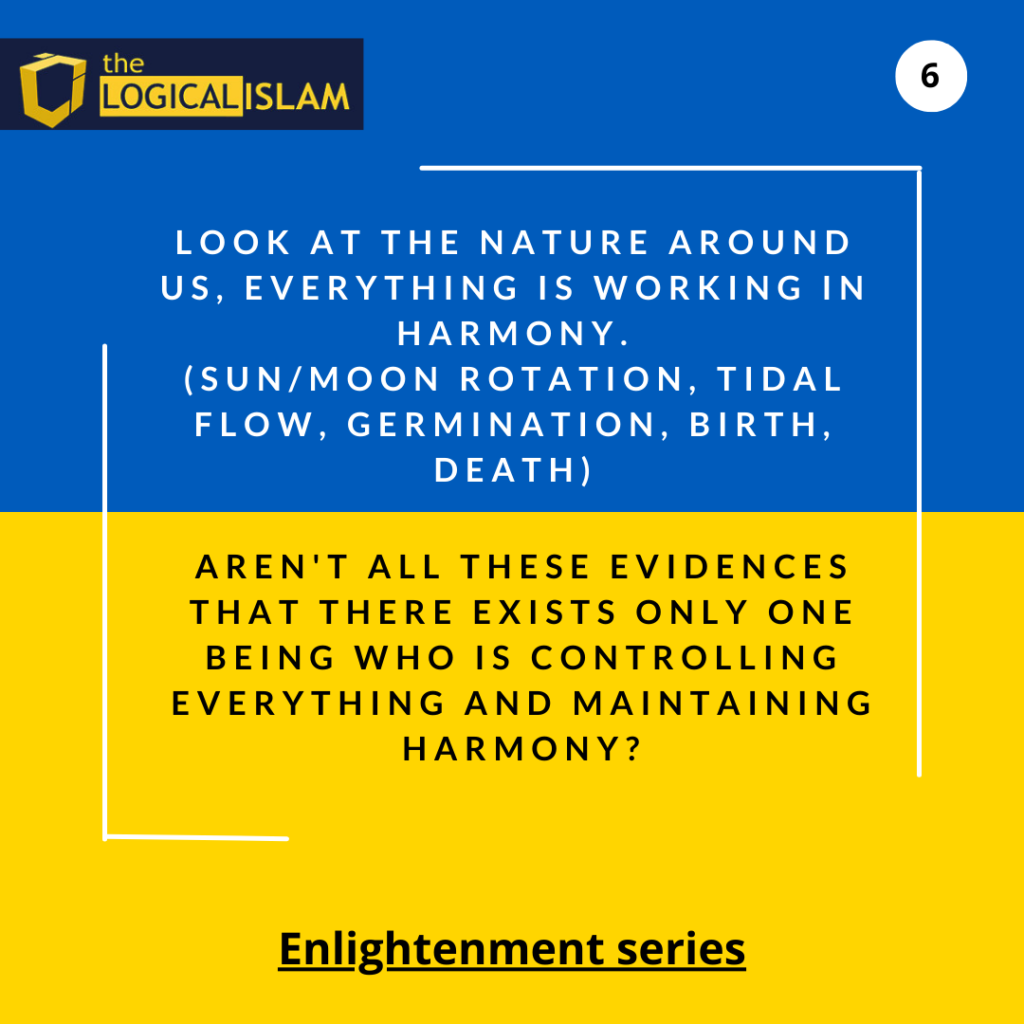 the
LOGICALISLAM
6
LOOK AT THE NATURE AROUND
US, EVERYTHING IS WORKING IN
HARMONY.
(SUN/MOON ROTATION, TIDAL
FLOW, GERMINATION, BIRTH,
DEATH)
AREN'T ALL THESE EVIDENCES
THAT THERE EXISTS ONLY ONE
BEING WHO IS CONTROLLING
EVERYTHING AND MAINTAINING
HARMONY?
Enlightenment series